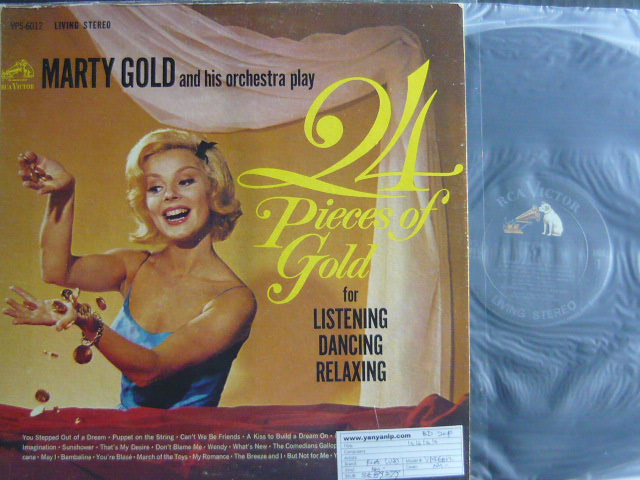 VPS-6012 LIVING STEREO
RCA VICTOR
MARTY GOLD and his orchestra play
24
Pieces of
Gold
for
LISTENING
DANCING
RELAXING
You Stepped Out of a Dream • Puppet on the String • Can't We Be Friends • A Kiss to Build a Dream On •
Imagination • Sunshower • That's My Desire • Don't Blame Me • Wendy • What's New • The Comedians Gallop
cane • May I • Bambalina • You're Blasé • March of the Toys • My Romance • The Breeze and I • But Not for Me •
www.yanyanlp.com
RCA VICTOR
LIVING STEREO